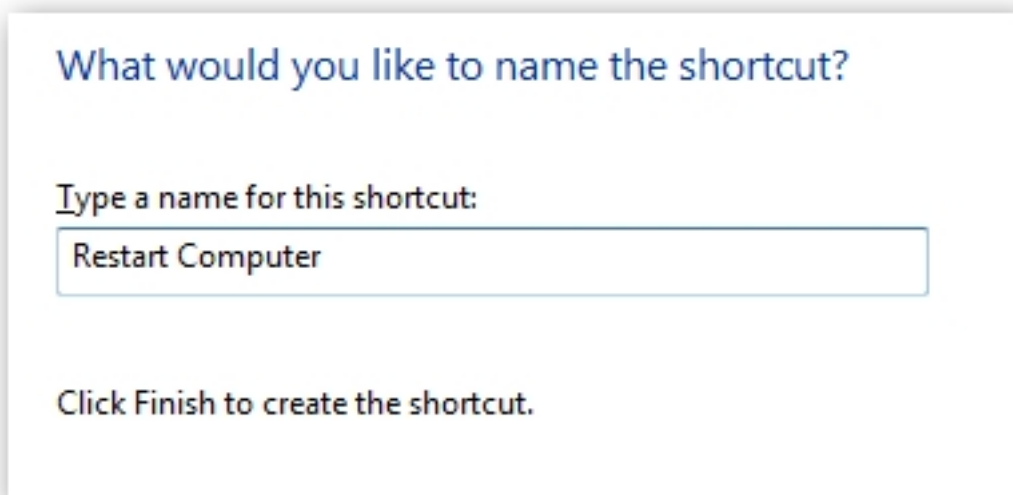 What would you like to name the shortcut?
Type a name for this shortcut:
Restart Computer
Click Finish to create the shortcut.